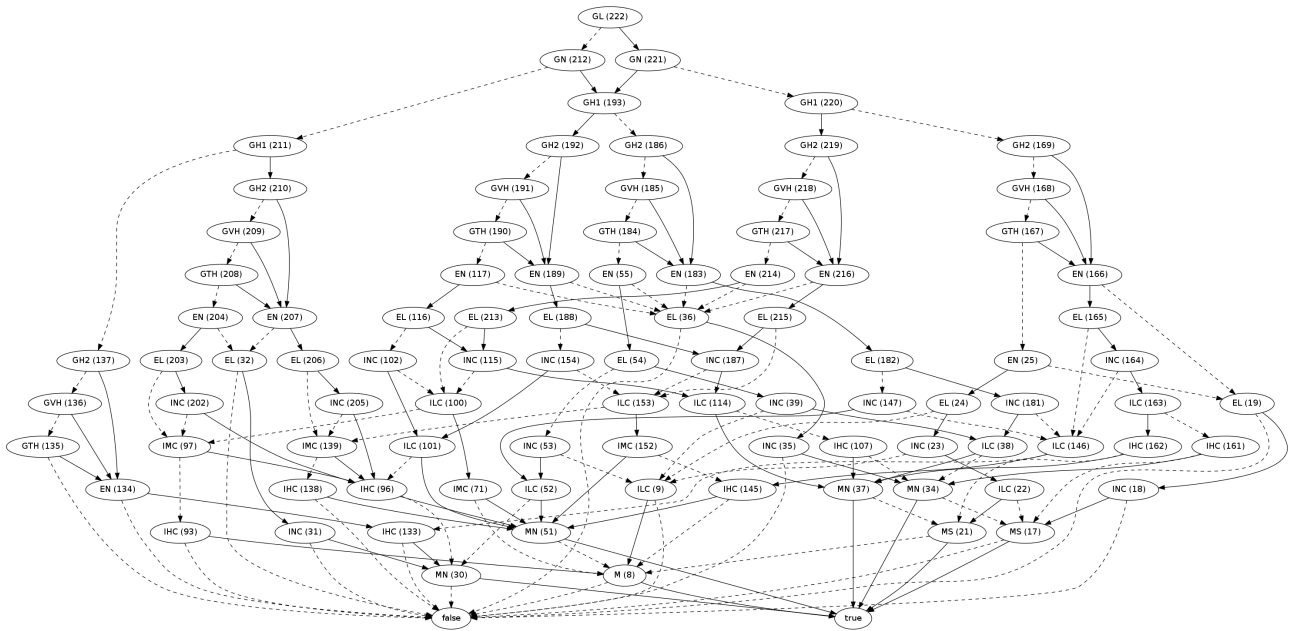 GL (222)
GN (212) GN (221)
GH1 (193) GH1 (220)
GH1 (211) GH2 (192) GH2 (186) GH2 (219) GH2 (169)
GH2 (210) GVH (191) GVH (185) GVH (218) GVH (168)
GVH (209) GTH (190) GTH (184) GTH (217) GTH (167)
GTH (208) EN (117) EN (189) EN (55) EN (183) EN (214) EN (216) EN (166)
EN (204) EN (207) EL (116) EL (213) EL (188) EL (36) EL (215) EL (165)
GH2 (137) EL (203) EL (32) EL (206) INC (102) INC (115) INC (154) EL (54) INC (187) EL (182) EN (25) INC (164)
GVH (136) INC (202) INC (205) ILC (100) ILC (153) ILC (114) INC (39) INC (147) EL (24) INC (181) ILC (163) EL (19)
GTH (135) IMC (97) IMC (139) ILC (101) INC (53) IMC (152) INC (35) IHC (107) INC (23) ILC (38) ILC (146) IHC (162) IHC (161)
EN (134) IHC (138) IHC (96) IMC (71) ILC (52) ILC (9) IHC (145) MN (37) MN (34) ILC (22) INC (18)
IHC (93) INC (31) IHC (133) MN (51) MS (21) MS (17)
MN (30) M (8)
false true